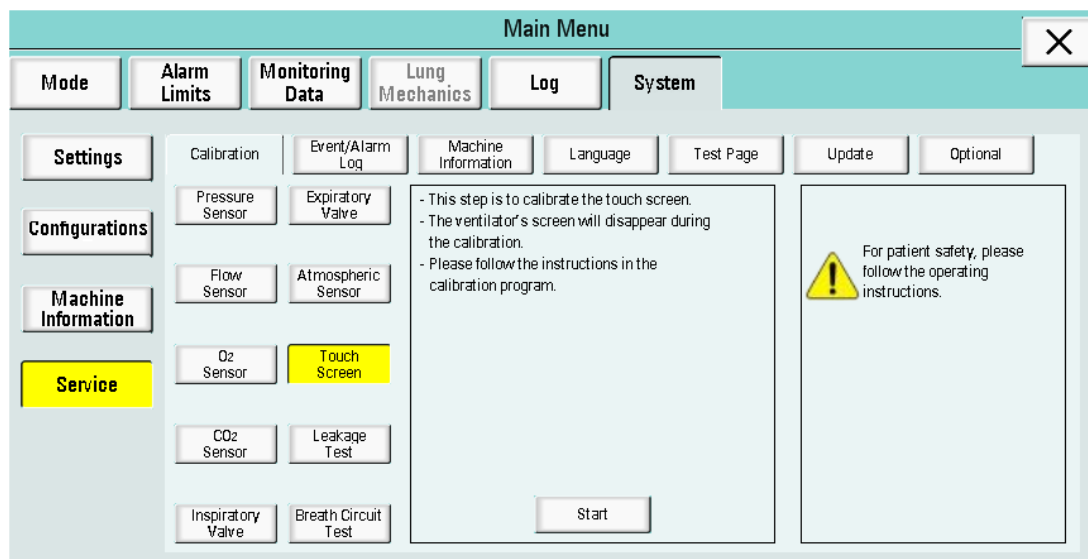 Main Menu
Mode
Alarm
Limits
Monitoring
Data
Lung
Mechanics
Log
System
Settings
Configurations
Machine
Information
Service
Calibration
Event/Alarm
Log
Machine
Information
Language
Test Page
Update
Optional
Pressure
Sensor
Expiratory
Valve
Flow
Sensor
Atmospheric
Sensor
O2
Sensor
Touch
Screen
CO2
Sensor
Leakage
Test
Inspiratory
Valve
Breath Circuit
Test
- This step is to calibrate the touch screen.
- The ventilator's screen will disappear during
the calibration.
- Please follow the instructions in the
calibration program.
Start
For patient safety, please
follow the operating
instructions.